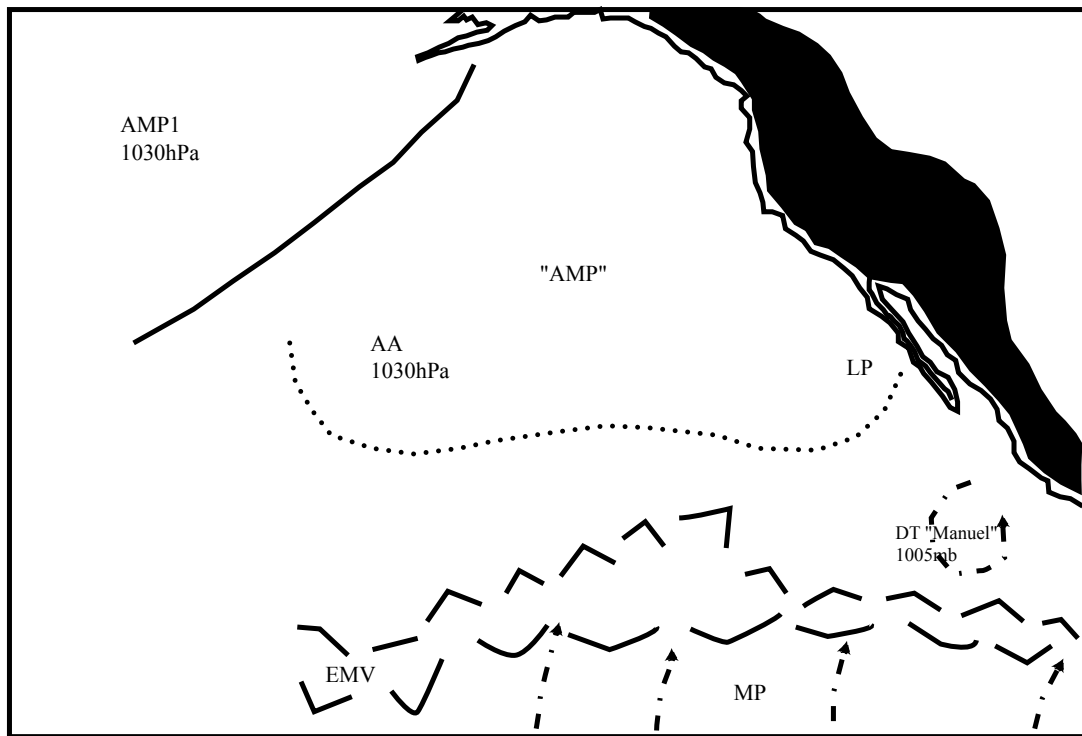 AMP1
1030hPa
"AMP"
AA
1030hPa
LP
DT "Manuel"
1005mb
EMV
MP